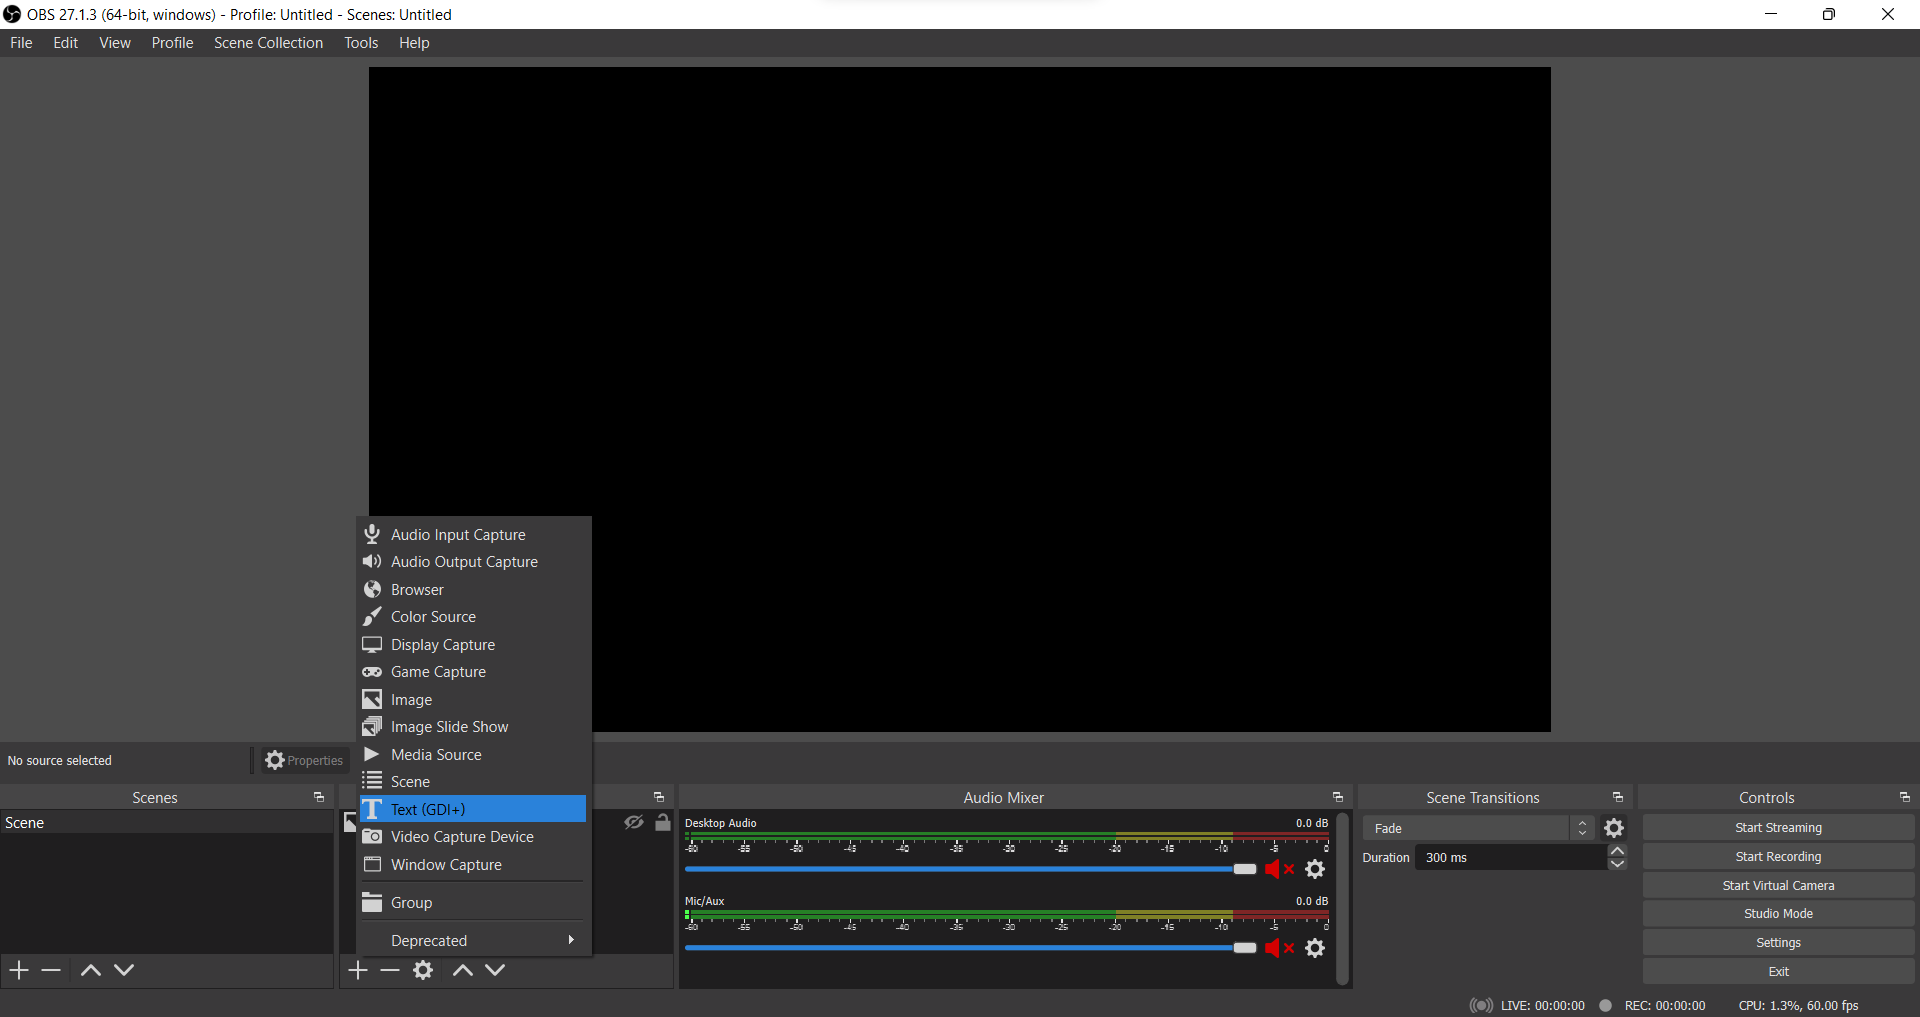 OBS 27.1.3 (64-bit, windows) - Profile: Untitled - Scenes: Untitled
File Edit View Profile Scene Collection Tools Help
Audio Input Capture
Audio Output Capture
Browser
Color Source
Display Capture
Game Capture
Image
Image Slide Show
Media Source
Scene
Text (GDI+)
Video Capture Device
Window Capture
Group
Deprecated
No source selected
Properties
Scenes
Scene
Audio Mixer
Desktop Audio 0.0 dB
-60 -55 -50 -45 -40 -35 -30 -25 -20 -15 -10 -5 0
Mic/Aux 0.0 dB
-60 -55 -50 -45 -40 -35 -30 -25 -20 -15 -10 -5 0
Scene Transitions
Fade
Duration 300 ms
Controls
Start Streaming
Start Recording
Start Virtual Camera
Studio Mode
Settings
Exit
LIVE: 00:00:00 REC: 00:00:00 CPU: 1.3%, 60.00 fps